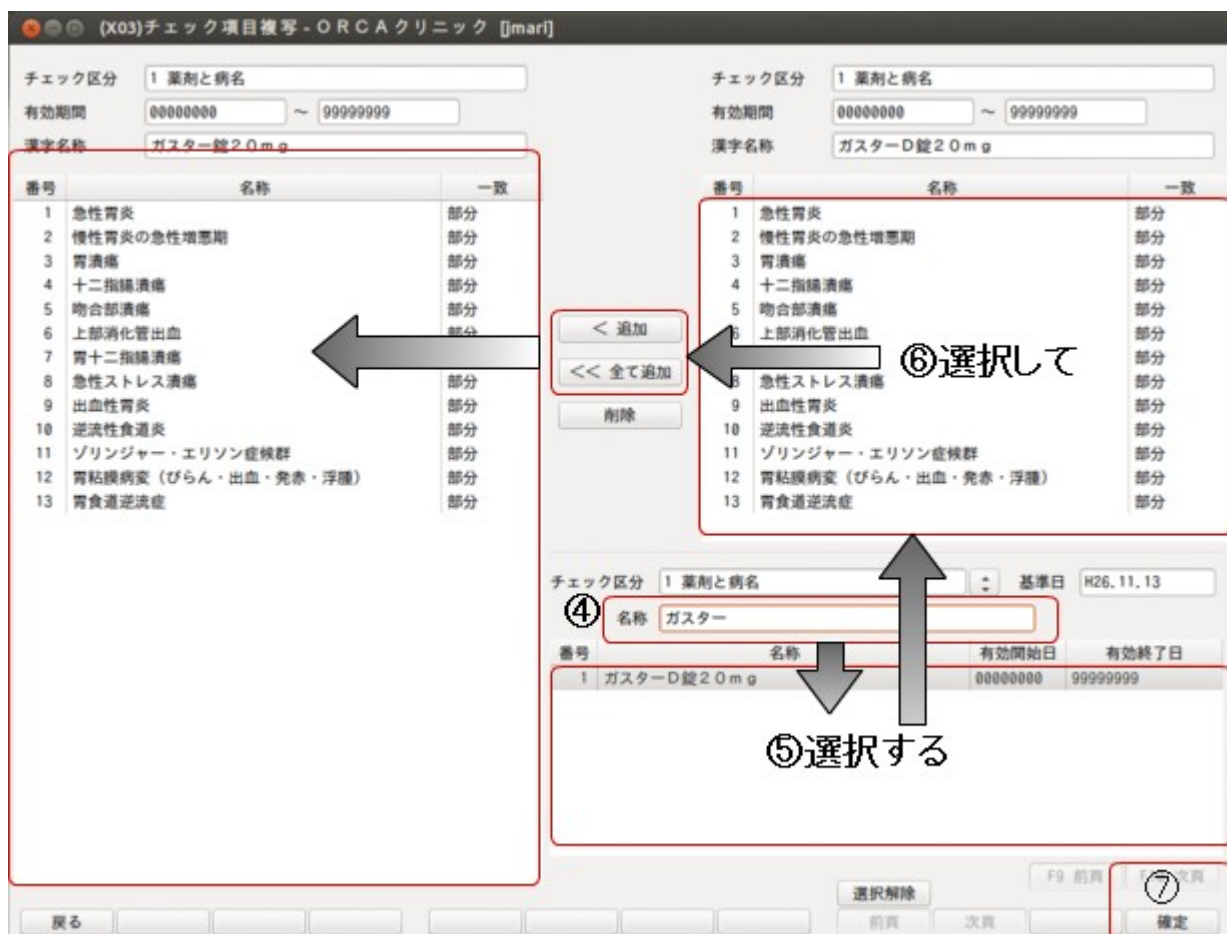 (X03)チェック項目複写-ＯＲＣＡクリニック [jmari]
チェック区分 1 薬剤と病名
有効期間 00000000 ～ 99999999
漢字名称 ガスター錠２０ｍｇ
番号 名称 一致
1 急性胃炎 部分
2 慢性胃炎の急性増悪期 部分
3 胃潰瘍 部分
4 十二指腸潰瘍 部分
5 吻合部潰瘍 部分
6 上部消化管出血 部分
7 胃十二指腸潰瘍
8 急性ストレス潰瘍 部分
9 出血性胃炎 部分
10 逆流性食道炎 部分
11 ゾリンジャー・エリソン症候群 部分
12 胃粘膜病変（びらん・出血・発赤・浮腫） 部分
13 胃食道逆流症 部分
< 追加
<< 全て追加
削除
チェック区分 1 薬剤と病名
有効期間 00000000 ～ 99999999
漢字名称 ガスターＤ錠２０ｍｇ
番号 名称 一致
1 急性胃炎 部分
2 慢性胃炎の急性増悪期 部分
3 胃潰瘍 部分
4 十二指腸潰瘍 部分
5 吻合部潰瘍 部分
6 上部消化管出血 部分
部分
⑥選択して
8 急性ストレス潰瘍 部分
9 出血性胃炎 部分
10 逆流性食道炎 部分
11 ゾリンジャー・エリソン症候群 部分
12 胃粘膜病変（びらん・出血・発赤・浮腫） 部分
13 胃食道逆流症 部分
チェック区分 1 薬剤と病名 基準日 H26.11.13
④ 名称 ガスター
番号 名称 有効開始日 有効終了日
1 ガスターＤ錠２０ｍｇ 00000000 99999999
⑤選択する
F9 前頁 次頁
⑦
選択解除
戻る 前頁 次頁 確定